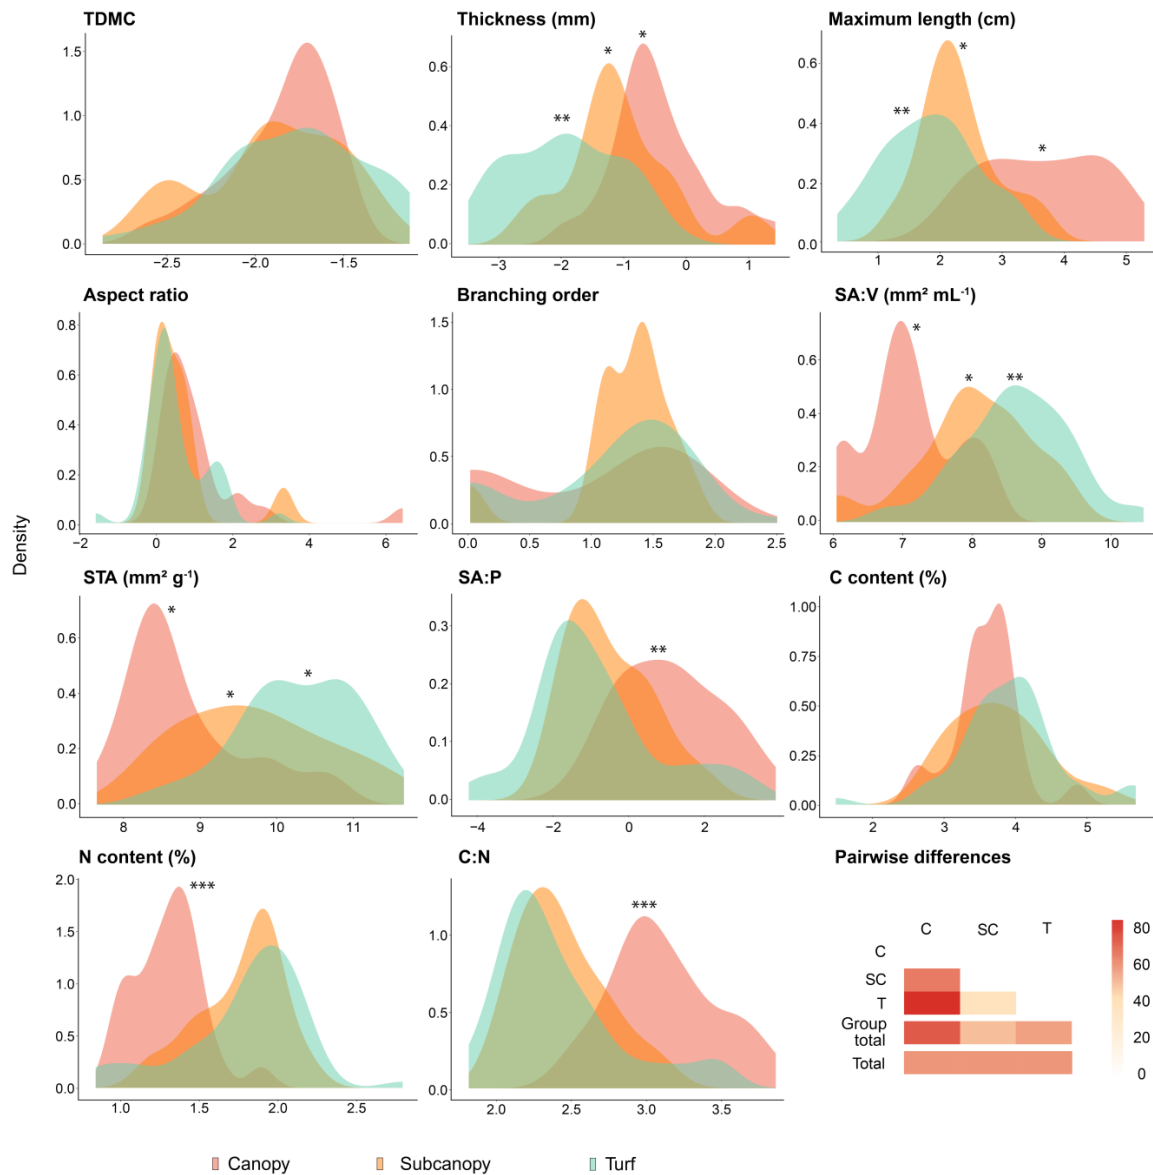 TDMC
Thickness (mm)
Maximum length (cm)
1.5
1.0
0.5
0.0
−2.5 −2.0 −1.5
0.6
0.4
0.2
0.0
* *
**
−3 −2 −1 0 1
0.6
0.4
0.2
0.0
*
**
*
1 2 3 4 5
Aspect ratio
Branching order
SA:V (mm² mL⁻¹)
0.8
0.6
0.4
0.2
0.0
−2 0 2 4 6
1.5
1.0
0.5
0.0
0.0 0.5 1.0 1.5 2.0 2.5
0.6
0.4
0.2
0.0
*
* **
6 7 8 9 10
Density
STA (mm² g⁻¹)
SA:P
C content (%)
0.6
0.4
0.2
0.0
*
* *
8 9 10 11
0.3
0.2
0.1
0.0
**
−4 −2 0 2
1.00
0.75
0.50
0.25
0.00
2 3 4 5
N content (%)
C:N
Pairwise differences
2.0
1.5
1.0
0.5
0.0
***
1.0 1.5 2.0 2.5
1.0
0.5
0.0
***
2.0 2.5 3.0 3.5
C SC T
C
SC
T
Group
total
Total
80
60
40
20
0
Canopy Subcanopy Turf